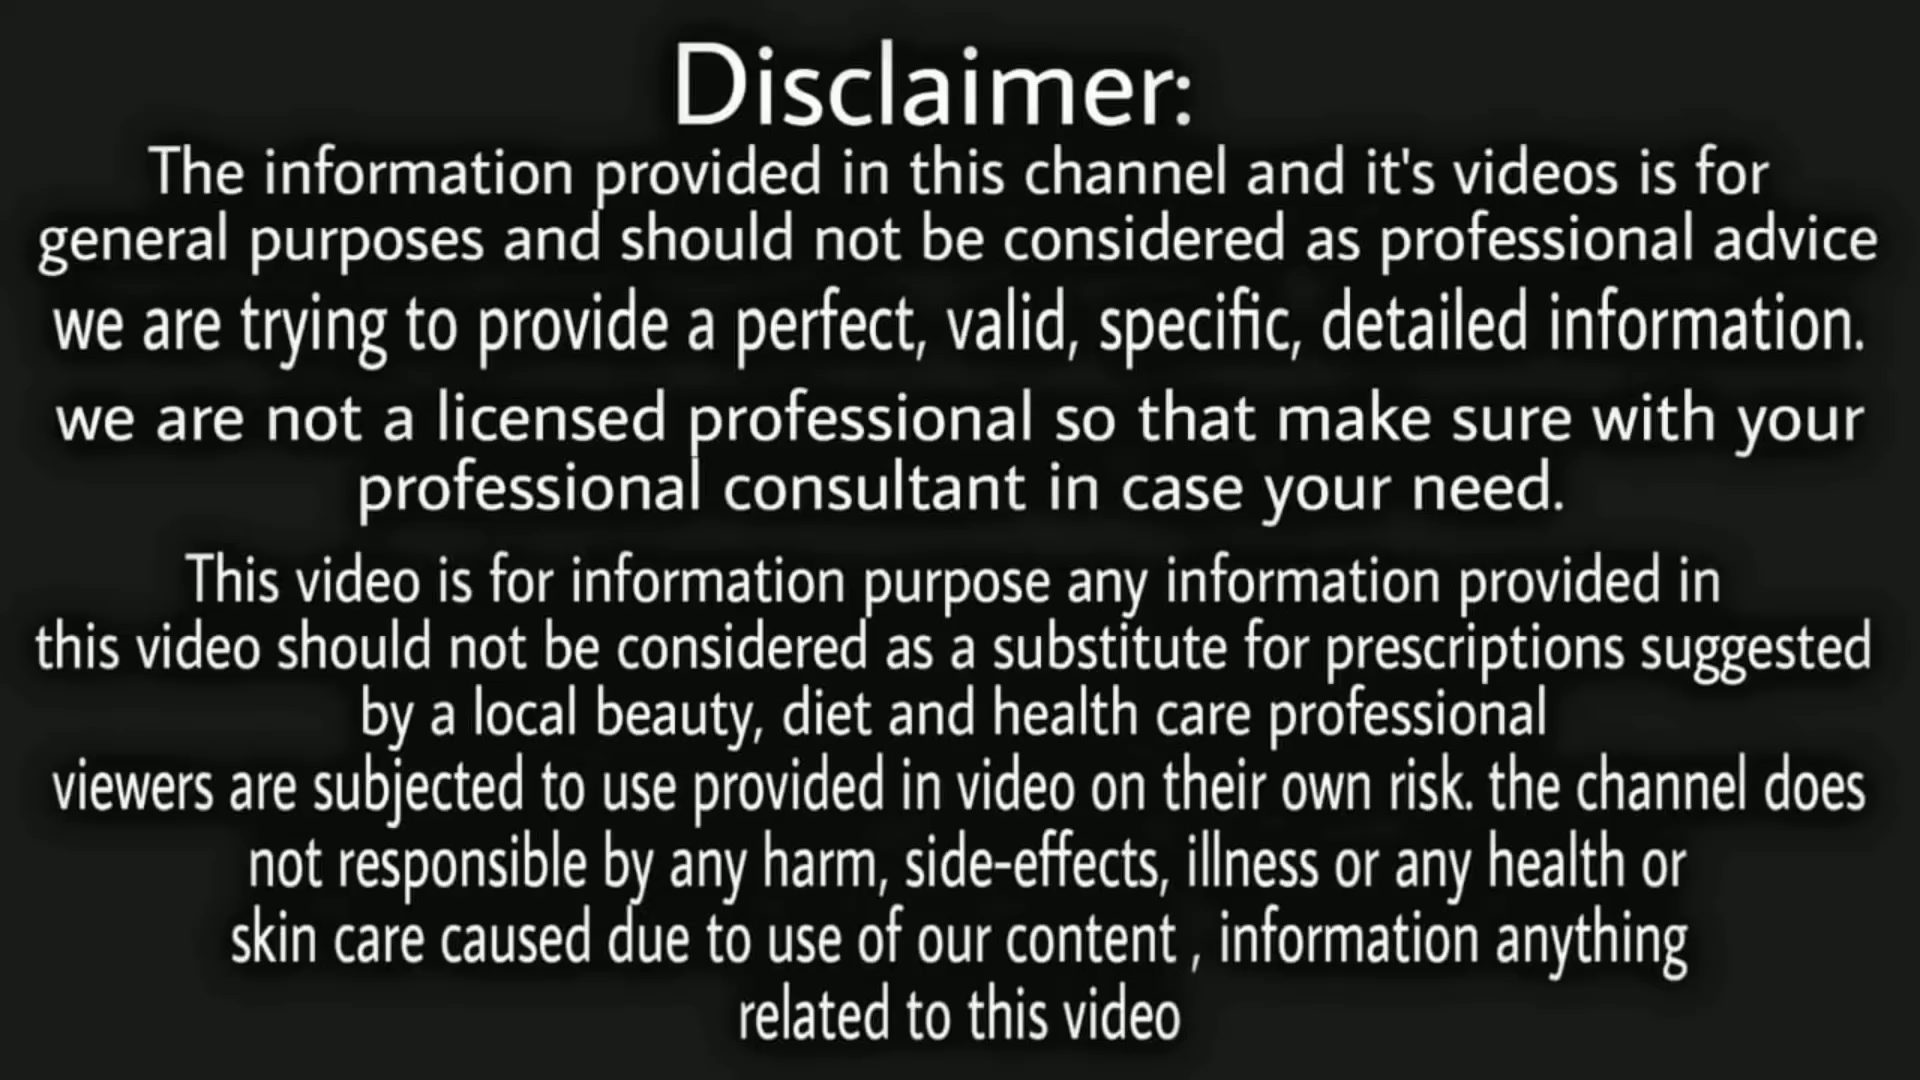 Disclaimer:
The information provided in this channel and it's videos is for
general purposes and should not be considered as professional advice
we are trying to provide a perfect, valid, specific, detailed information.
we are not a licensed professional so that make sure with your
professional consultant in case your need.
This video is for information purpose any information provided in
this video should not be considered as a substitute for prescriptions suggested
by a local beauty, diet and health care professional
viewers are subjected to use provided in video on their own risk. the channel does
not responsible by any harm, side-effects, illness or any health or
skin care caused due to use of our content , information anything
related to this video